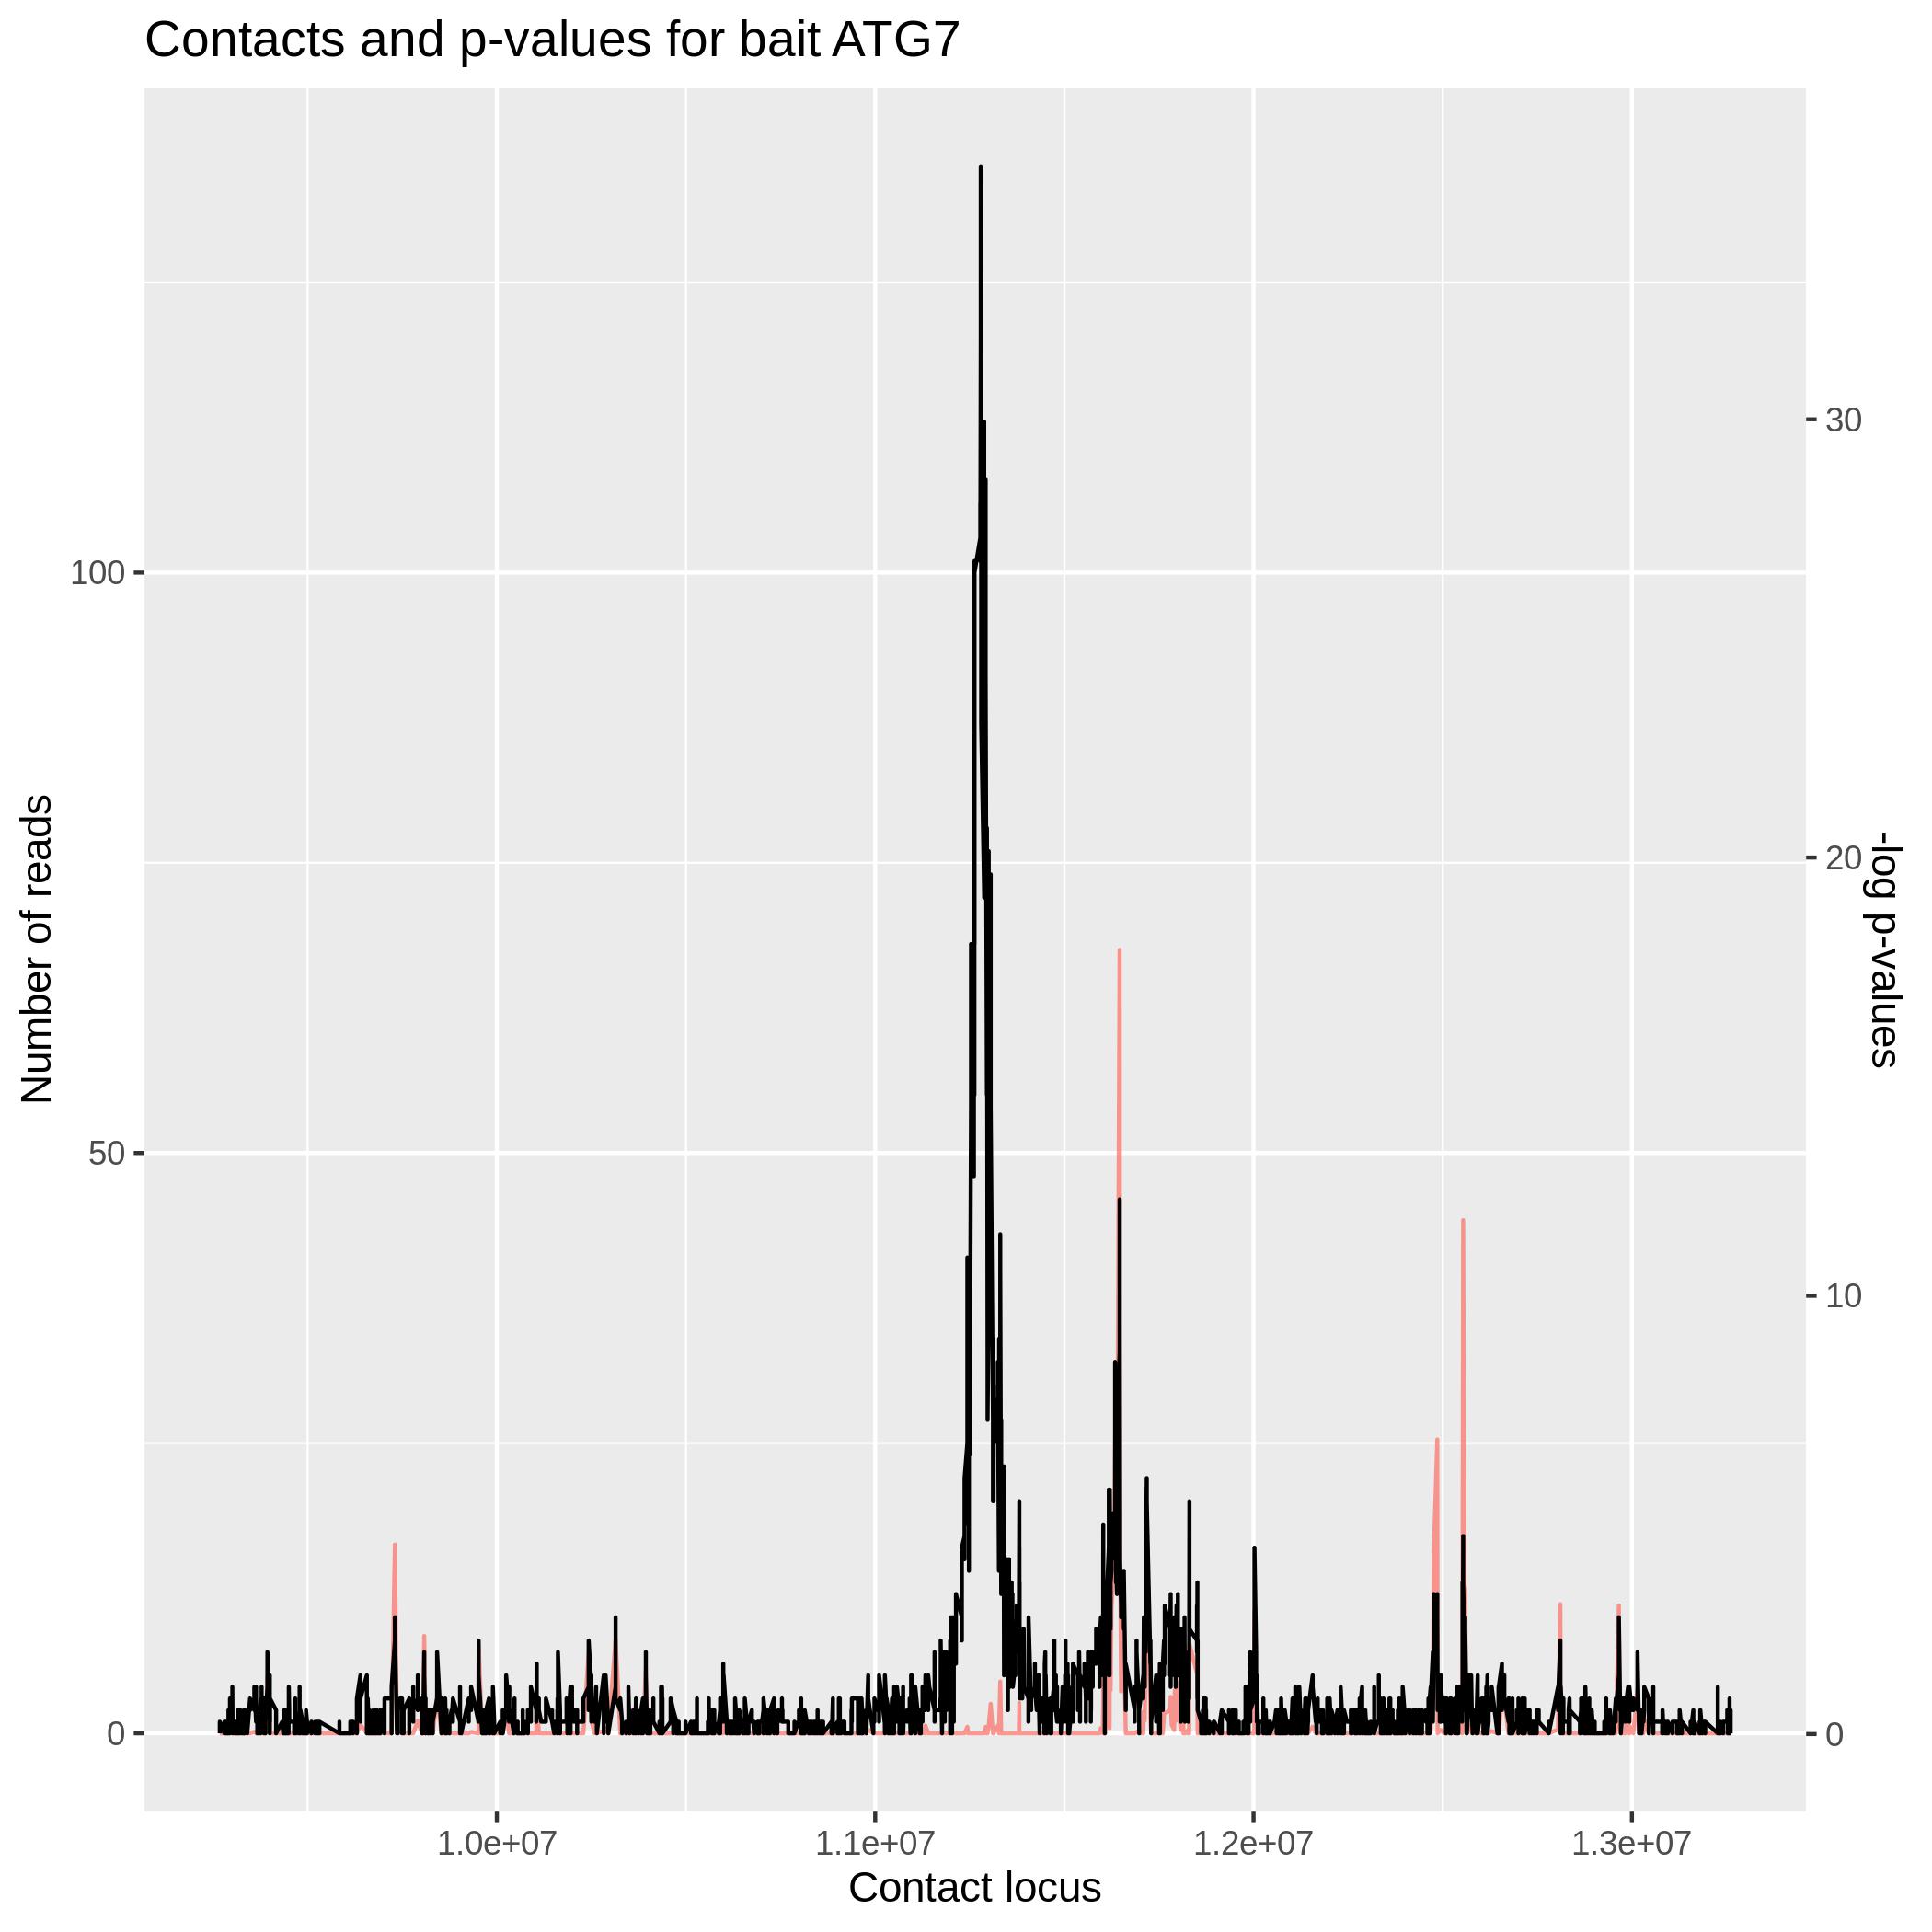 Contacts and p-values for bait ATG7
Number of reads
100
50
0
30
20
10
0
-log p-values
1.0e+07
1.1e+07
1.2e+07
1.3e+07
Contact locus